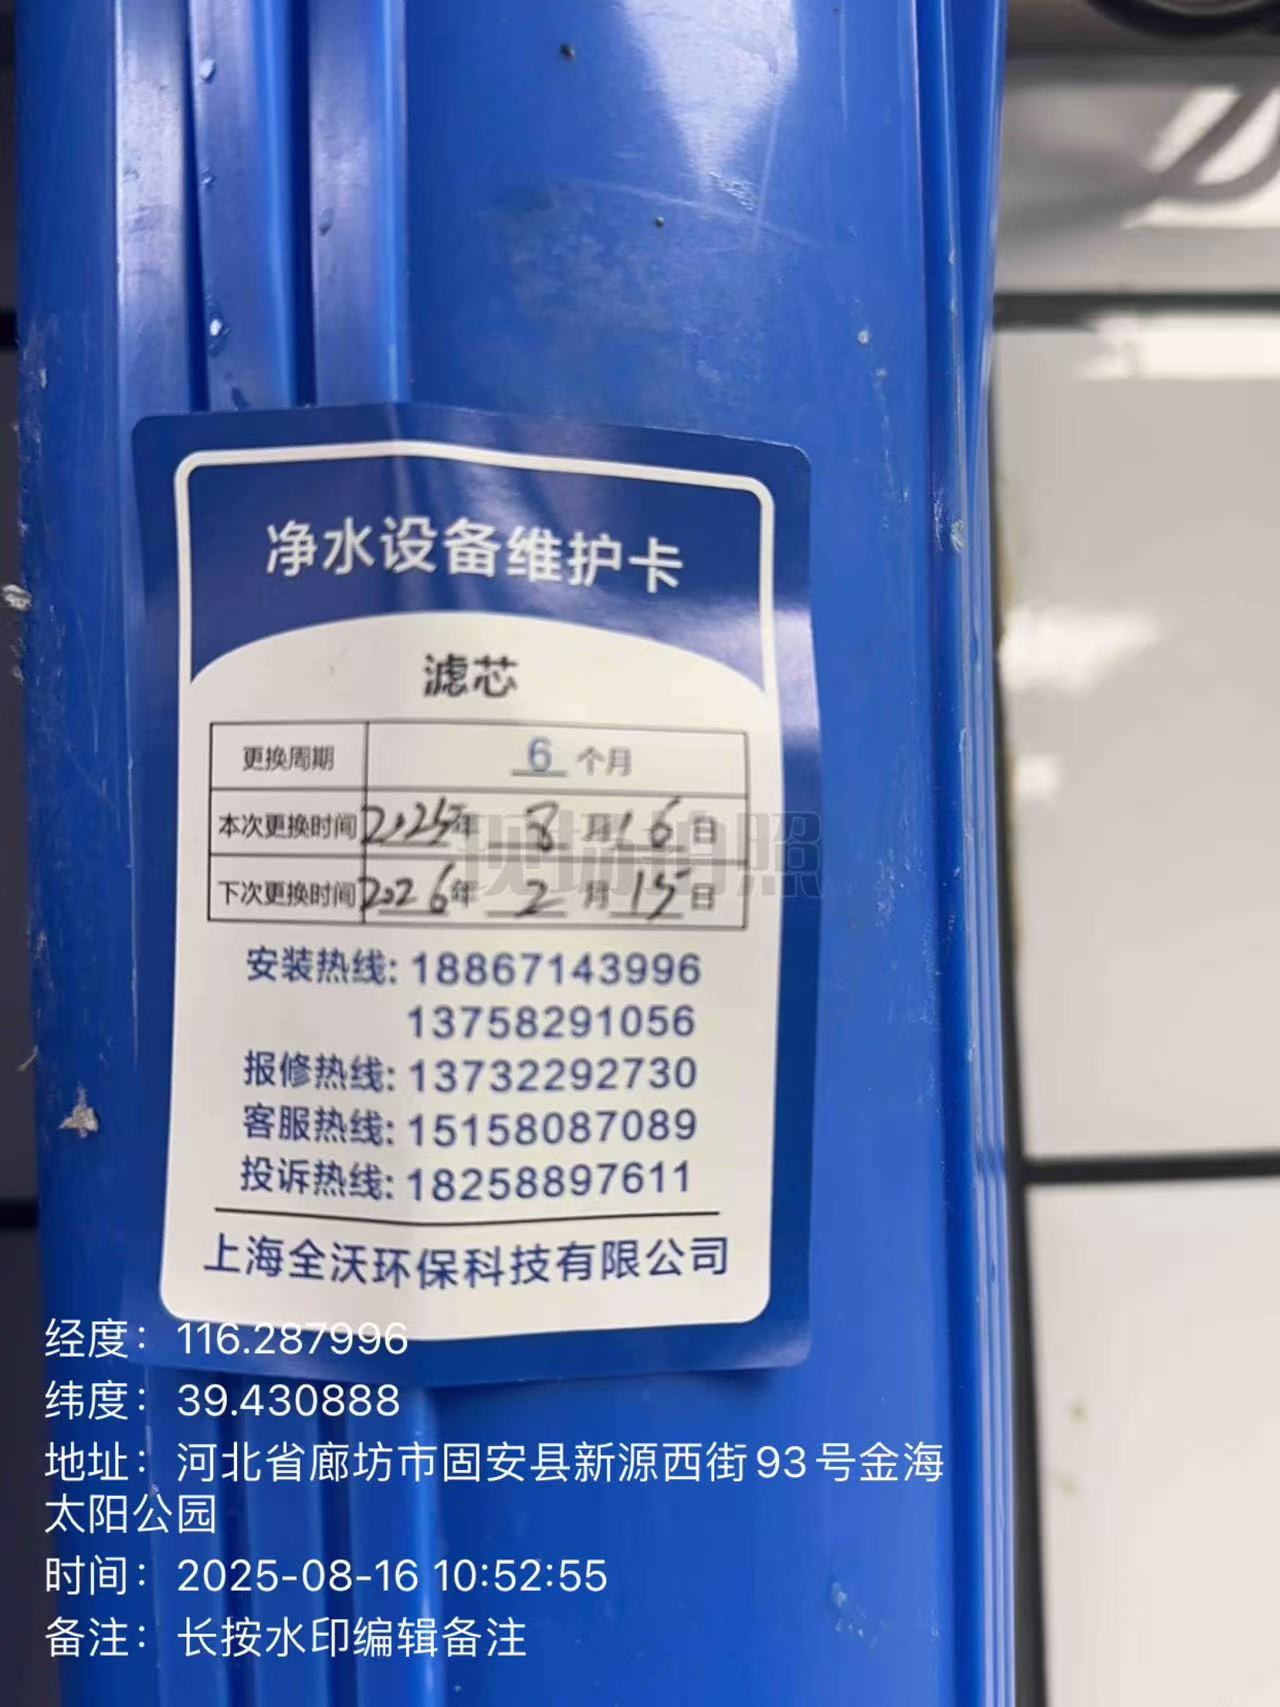 净水设备维护卡
滤芯
更换周期 6 个月
本次更换时间 2025年 8 月 16 日
下次更换时间 2026年 2 月 15 日
现场拍照
安装热线: 18867143996
13758291056
报修热线: 13732292730
客服热线: 15158087089
投诉热线: 18258897611
上海全沃环保科技有限公司
经度：116.287996
纬度：39.430888
地址：河北省廊坊市固安县新源西街93号金海
太阳公园
时间：2025-08-16 10:52:55
备注：长按水印编辑备注